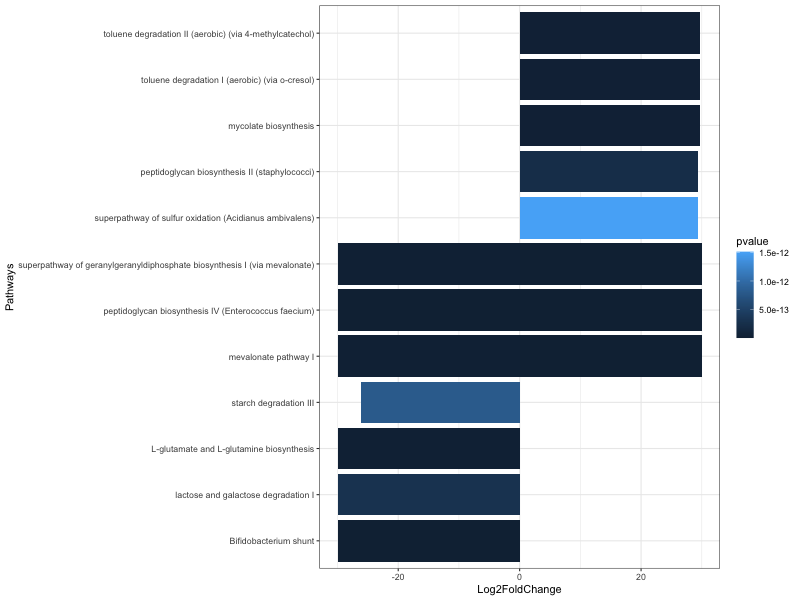 toluene degradation II (aerobic) (via 4-methylcatechol)
toluene degradation I (aerobic) (via o-cresol)
mycolate biosynthesis
peptidoglycan biosynthesis II (staphylococci)
superpathway of sulfur oxidation (Acidianus ambivalens)
superpathway of geranylgeranyldiphosphate biosynthesis I (via mevalonate)
peptidoglycan biosynthesis IV (Enterococcus faecium)
mevalonate pathway I
starch degradation III
L-glutamate and L-glutamine biosynthesis
lactose and galactose degradation I
Bifidobacterium shunt
Pathways
-20
0
20
Log2FoldChange
pvalue
1.5e-12
1.0e-12
5.0e-13